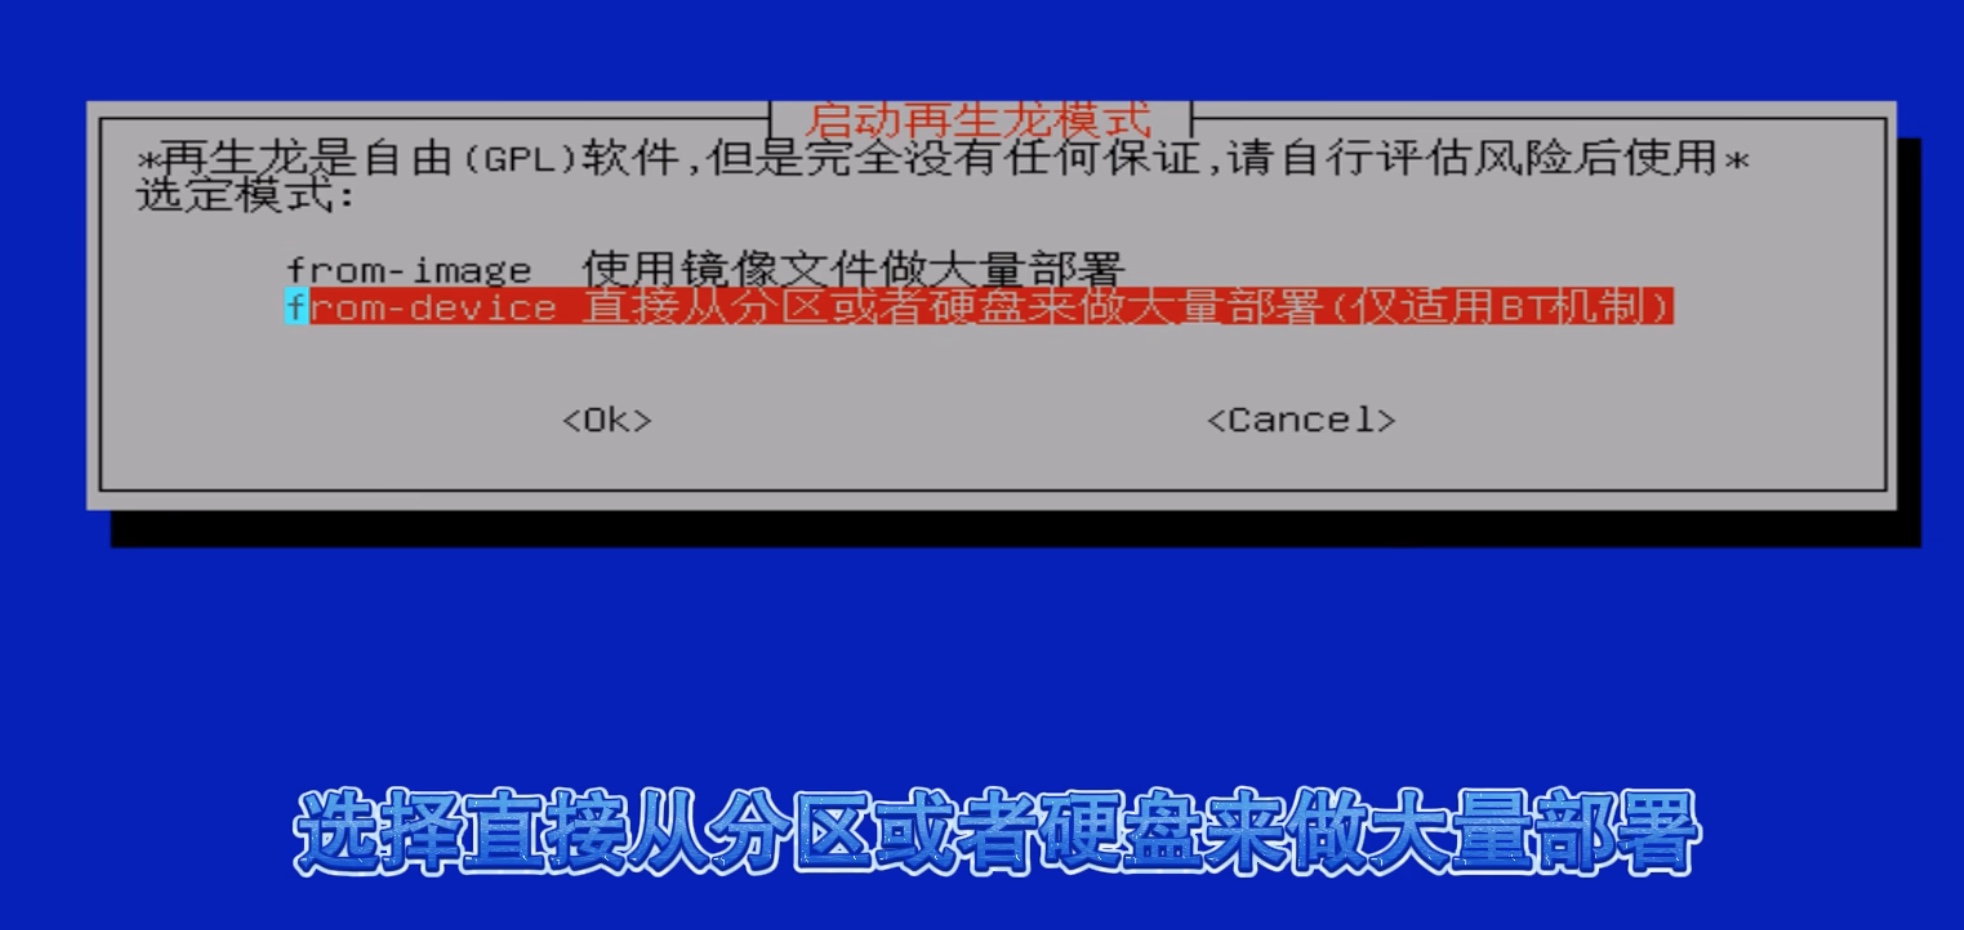 启动再生龙模式
*再生龙是自由(GPL)软件,但是完全没有任何保证,请自行评估风险后使用*
选定模式:
from-image 使用镜像文件做大量部署
from-device 直接从分区或者硬盘来做大量部署(仅适用BT机制)
<Ok> <Cancel>
选择直接从分区或者硬盘来做大量部署